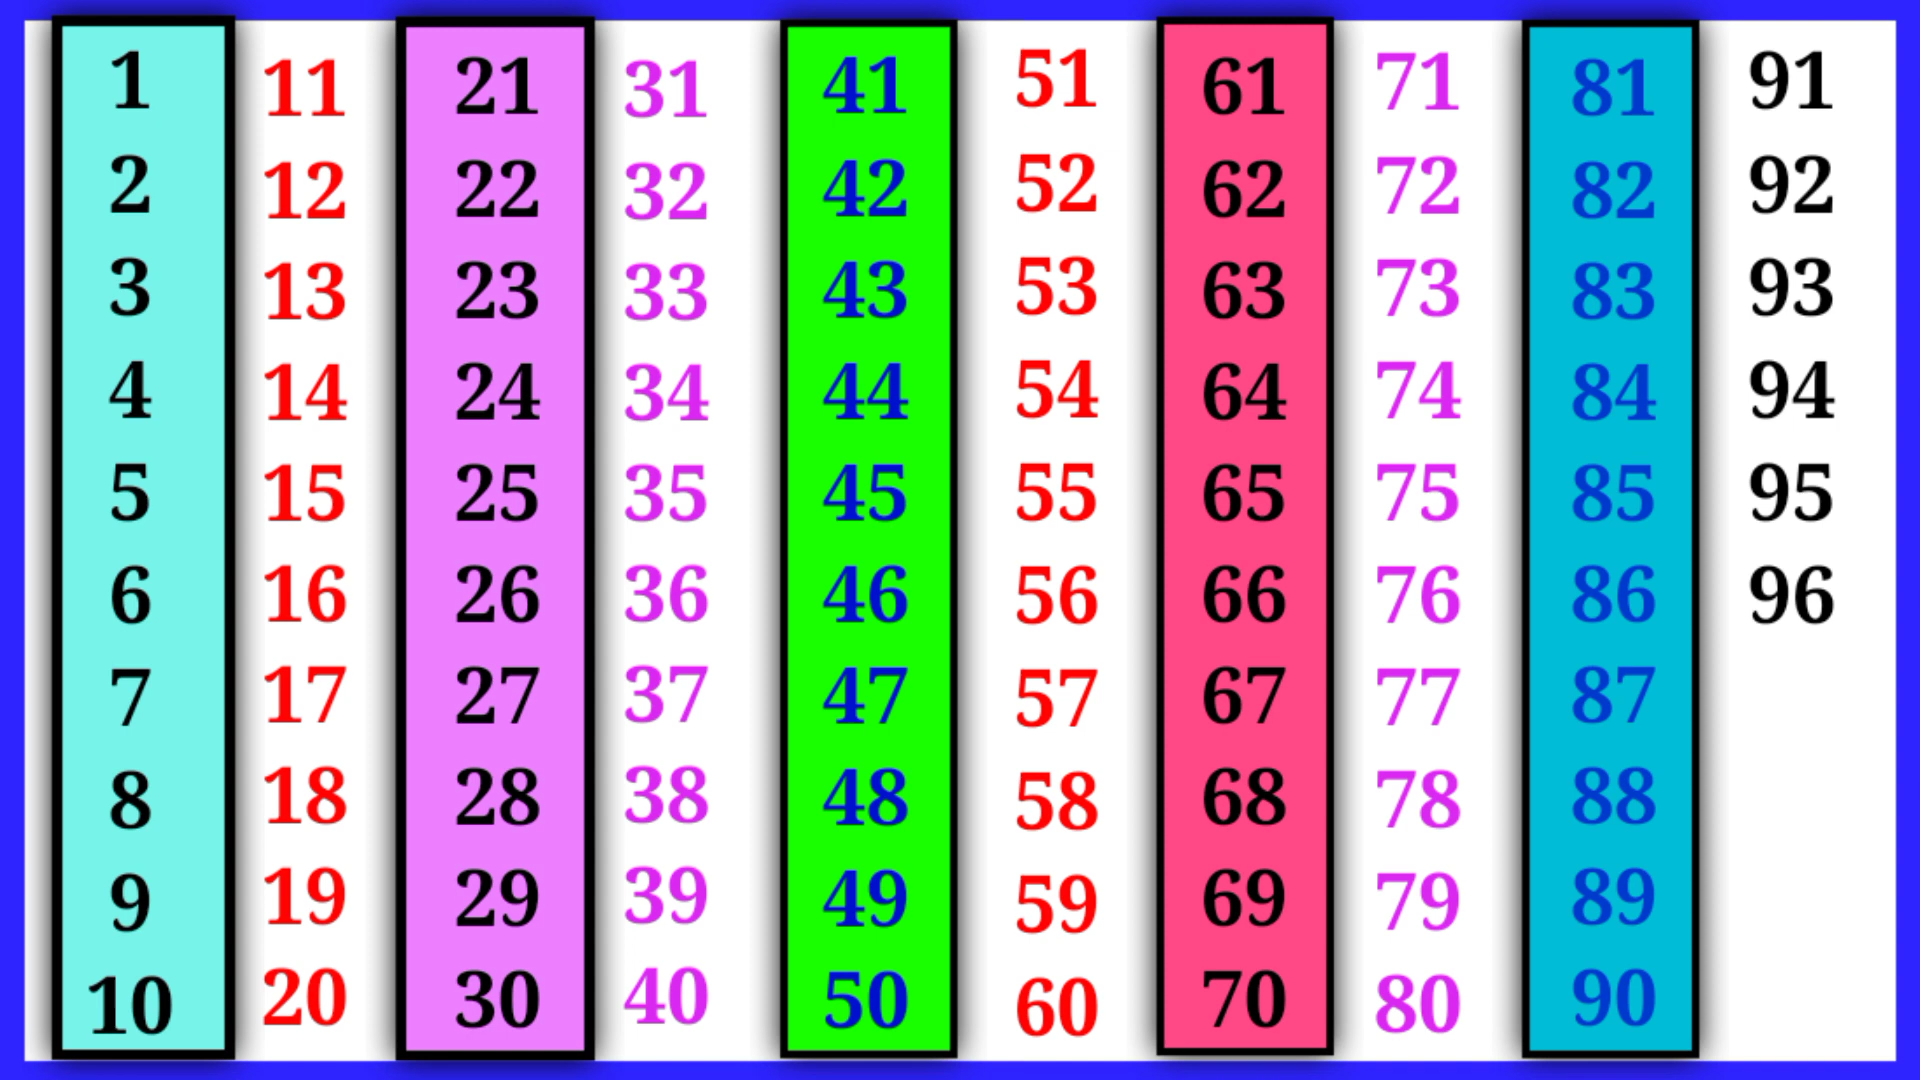 1 11 21 31 41 51 61 71 81 91
2 12 22 32 42 52 62 72 82 92
3 13 23 33 43 53 63 73 83 93
4 14 24 34 44 54 64 74 84 94
5 15 25 35 45 55 65 75 85 95
6 16 26 36 46 56 66 76 86 96
7 17 27 37 47 57 67 77 87
8 18 28 38 48 58 68 78 88
9 19 29 39 49 59 69 79 89
10 20 30 40 50 60 70 80 90